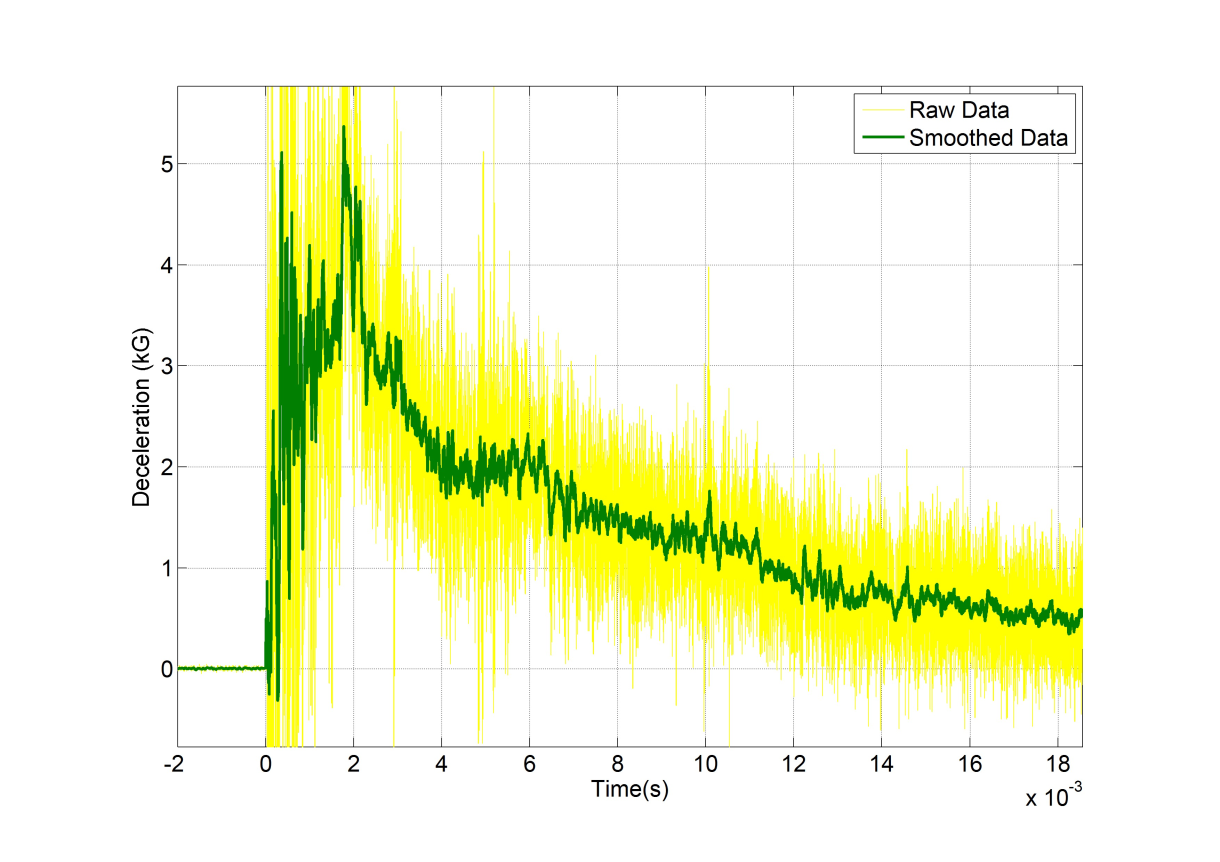 Raw Data
Smoothed Data
Deceleration (kG)
5
4
3
2
1
0
-2 0 2 4 6 8 10 12 14 16 18
Time(s)
x 10-3